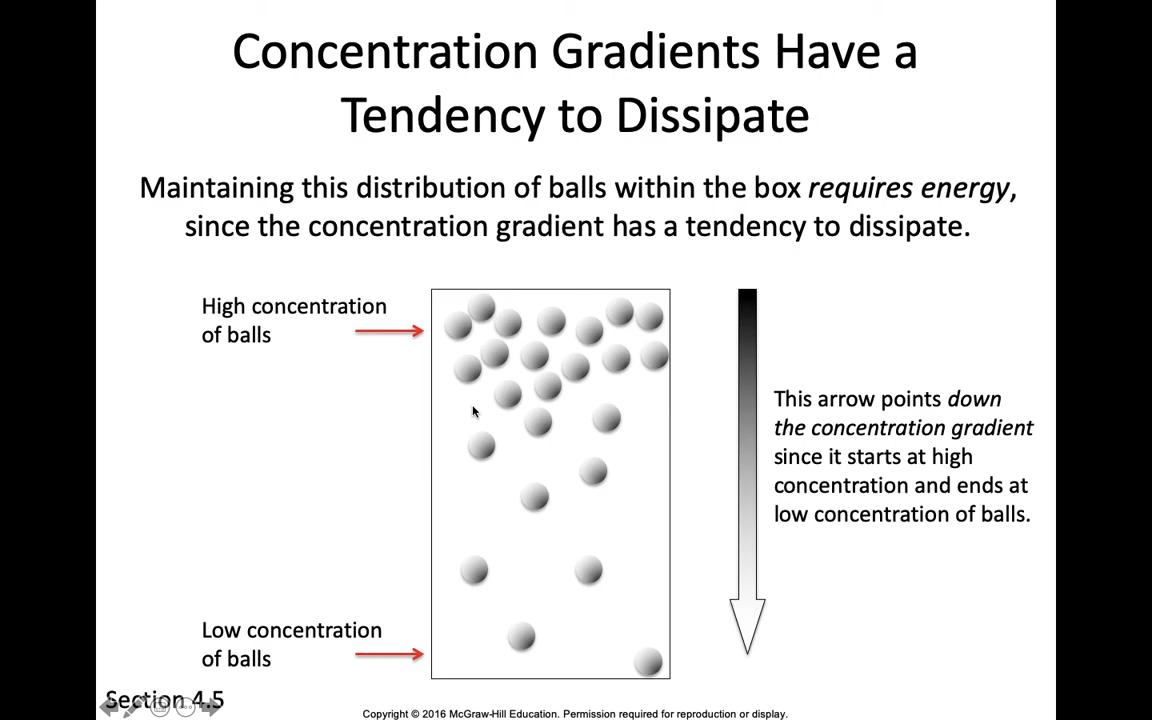 Concentration Gradients Have a
Tendency to Dissipate
Maintaining this distribution of balls within the box requires energy,
since the concentration gradient has a tendency to dissipate.
High concentration
of balls
This arrow points down
the concentration gradient
since it starts at high
concentration and ends at
low concentration of balls.
Low concentration
of balls
Section 4.5
Copyright © 2016 McGraw-Hill Education. Permission required for reproduction or display.